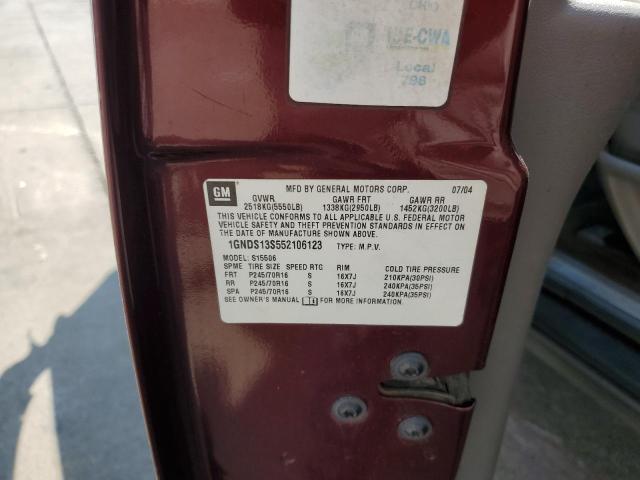 OHIO
IUE-CWA
Local
798
GM
MFD BY GENERAL MOTORS CORP. 07/04
GVWR GAWR FRT GAWR RR
2518KG(5550LB) 1338KG(2950LB) 1452KG(3200LB)
THIS VEHICLE CONFORMS TO ALL APPLICABLE U.S. FEDERAL MOTOR
VEHICLE SAFETY AND THEFT PREVENTION STANDARDS IN EFFECT ON THE
DATE OF MANUFACTURE SHOWN ABOVE.
1GNDS13S552106123 TYPE: M.P.V.
MODEL: S15506
SPME TIRE SIZE SPEED RTG RIM COLD TIRE PRESSURE
FRT P245/70R16 S 16X7J 210KPA(30PSI)
RR P245/70R16 S 16X7J 240KPA(35PSI)
SPA P245/70R16 S 16X7J 240KPA(35PSI)
SEE OWNER'S MANUAL FOR MORE INFORMATION.